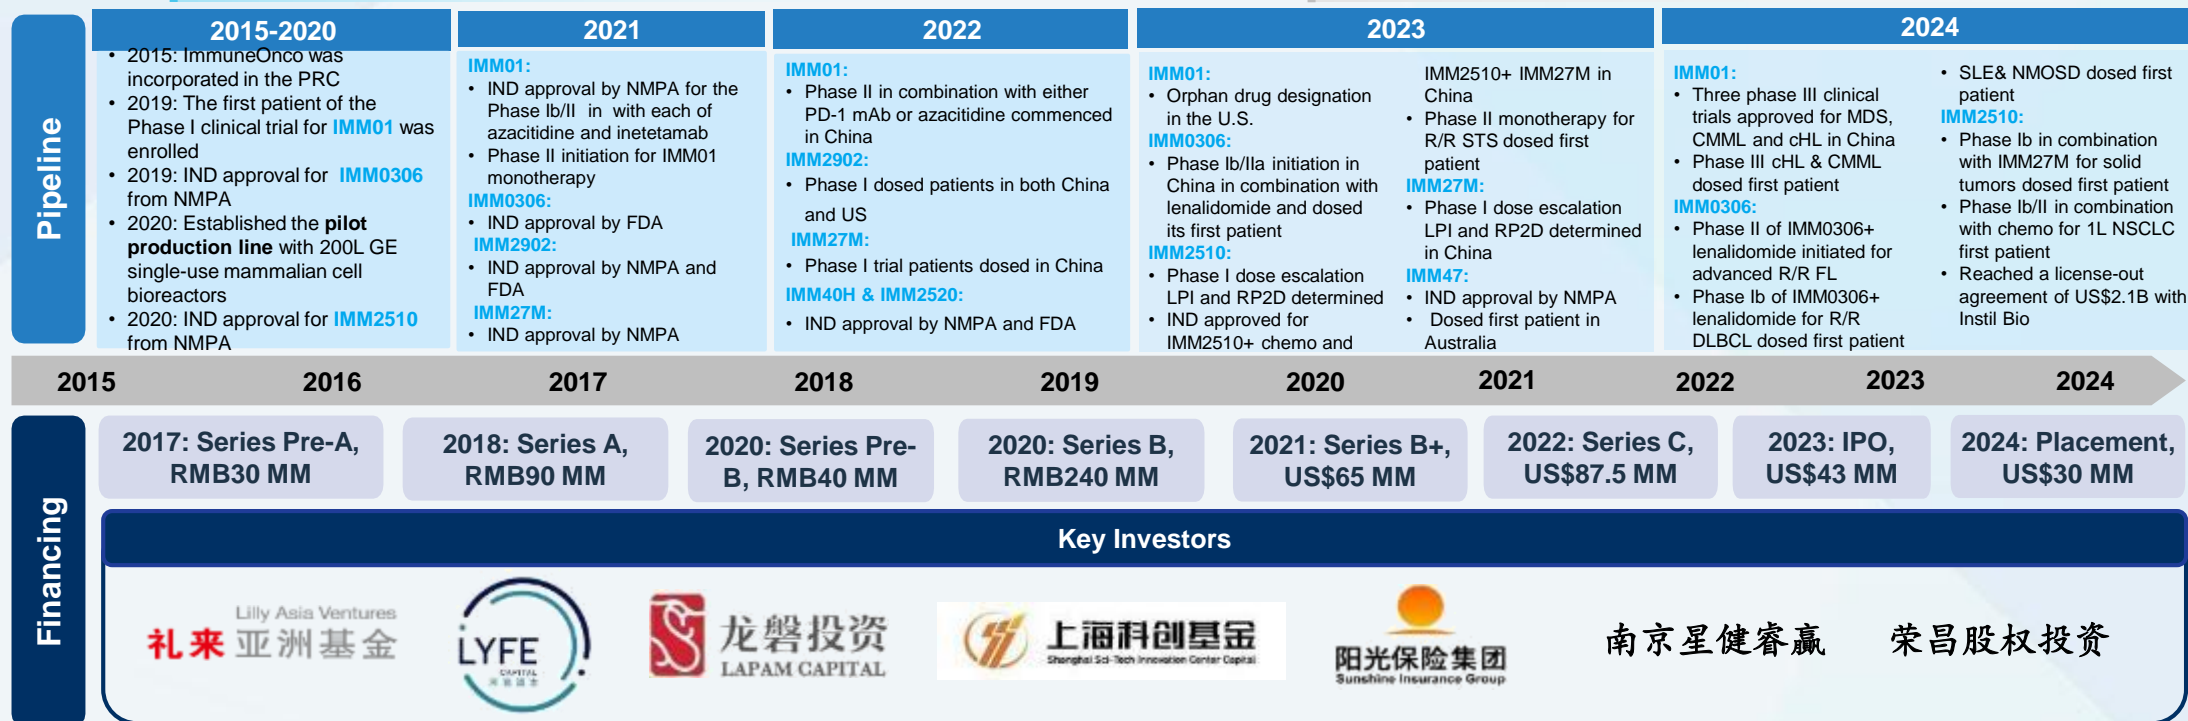 Pipeline
2015-2020
• 2015: ImmuneOnco was
incorporated in the PRC
• 2019: The first patient of the
Phase I clinical trial for IMM01 was
enrolled
• 2019: IND approval for IMM0306
from NMPA
• 2020: Established the pilot
production line with 200L GE
single-use mammalian cell
bioreactors
• 2020: IND approval for IMM2510
from NMPA
2021
IMM01:
• IND approval by NMPA for the
Phase Ib/II in with each of
azacitidine and inetetamab
• Phase II initiation for IMM01
monotherapy
IMM0306:
• IND approval by FDA
IMM2902:
• IND approval by NMPA and
FDA
IMM27M:
• IND approval by NMPA
2022
IMM01:
• Phase II in combination with either
PD-1 mAb or azacitidine commenced
in China
IMM2902:
• Phase I dosed patients in both China
and US
IMM27M:
• Phase I trial patients dosed in China
IMM40H & IMM2520:
• IND approval by NMPA and FDA
2023
IMM01:
• Orphan drug designation
in the U.S.
IMM0306:
• Phase Ib/IIa initiation in
China in combination with
lenalidomide and dosed
its first patient
IMM2510:
• Phase I dose escalation
LPI and RP2D determined
• IND approved for
IMM2510+ chemo and
IMM2510+ IMM27M in
China
• Phase II monotherapy for
R/R STS dosed first
patient
IMM27M:
• Phase I dose escalation
LPI and RP2D determined
in China
IMM47:
• IND approval by NMPA
• Dosed first patient in
Australia
2024
IMM01:
• Three phase III clinical
trials approved for MDS,
CMML and cHL in China
• Phase III cHL & CMML
dosed first patient
IMM0306:
• Phase II of IMM0306+
lenalidomide initiated for
advanced R/R FL
• Phase Ib of IMM0306+
lenalidomide for R/R
DLBCL dosed first patient
• SLE& NMOSD dosed first
patient
IMM2510:
• Phase Ib in combination
with IMM27M for solid
tumors dosed first patient
• Phase Ib/II in combination
with chemo for 1L NSCLC
first patient
• Reached a license-out
agreement of US$2.1B with
Instil Bio
2015 2016 2017 2018 2019 2020 2021 2022 2023 2024
Financing
2017: Series Pre-A,
RMB30 MM
2018: Series A,
RMB90 MM
2020: Series Pre-
B, RMB40 MM
2020: Series B,
RMB240 MM
2021: Series B+,
US$65 MM
2022: Series C,
US$87.5 MM
2023: IPO,
US$43 MM
2024: Placement,
US$30 MM
Key Investors
Lilly Asia Ventures
礼来 亚洲基金
LYFE
CAPITAL
龙磐投资
LAPAM CAPITAL
上海科创基金
Shanghai Sci-Tech Innovation Center Capital
阳光保险集团
Sunshine Insurance Group
南京星健睿赢
荣昌股权投资